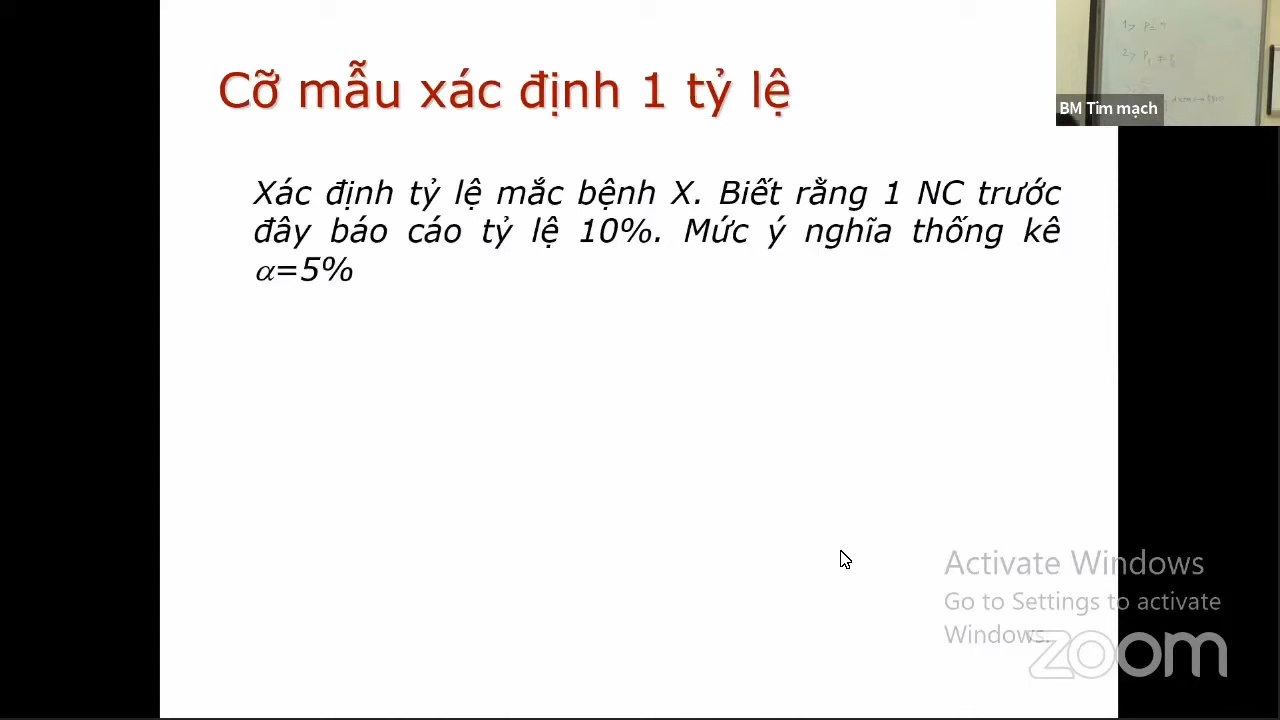 Cỡ mẫu xác định 1 tỷ lệ
BM Tim mạch
Xác định tỷ lệ mắc bệnh X. Biết rằng 1 NC trước
đây báo cáo tỷ lệ 10%. Mức ý nghĩa thống kê
α=5%
Activate Windows
Go to Settings to activate
Windows.
zoom